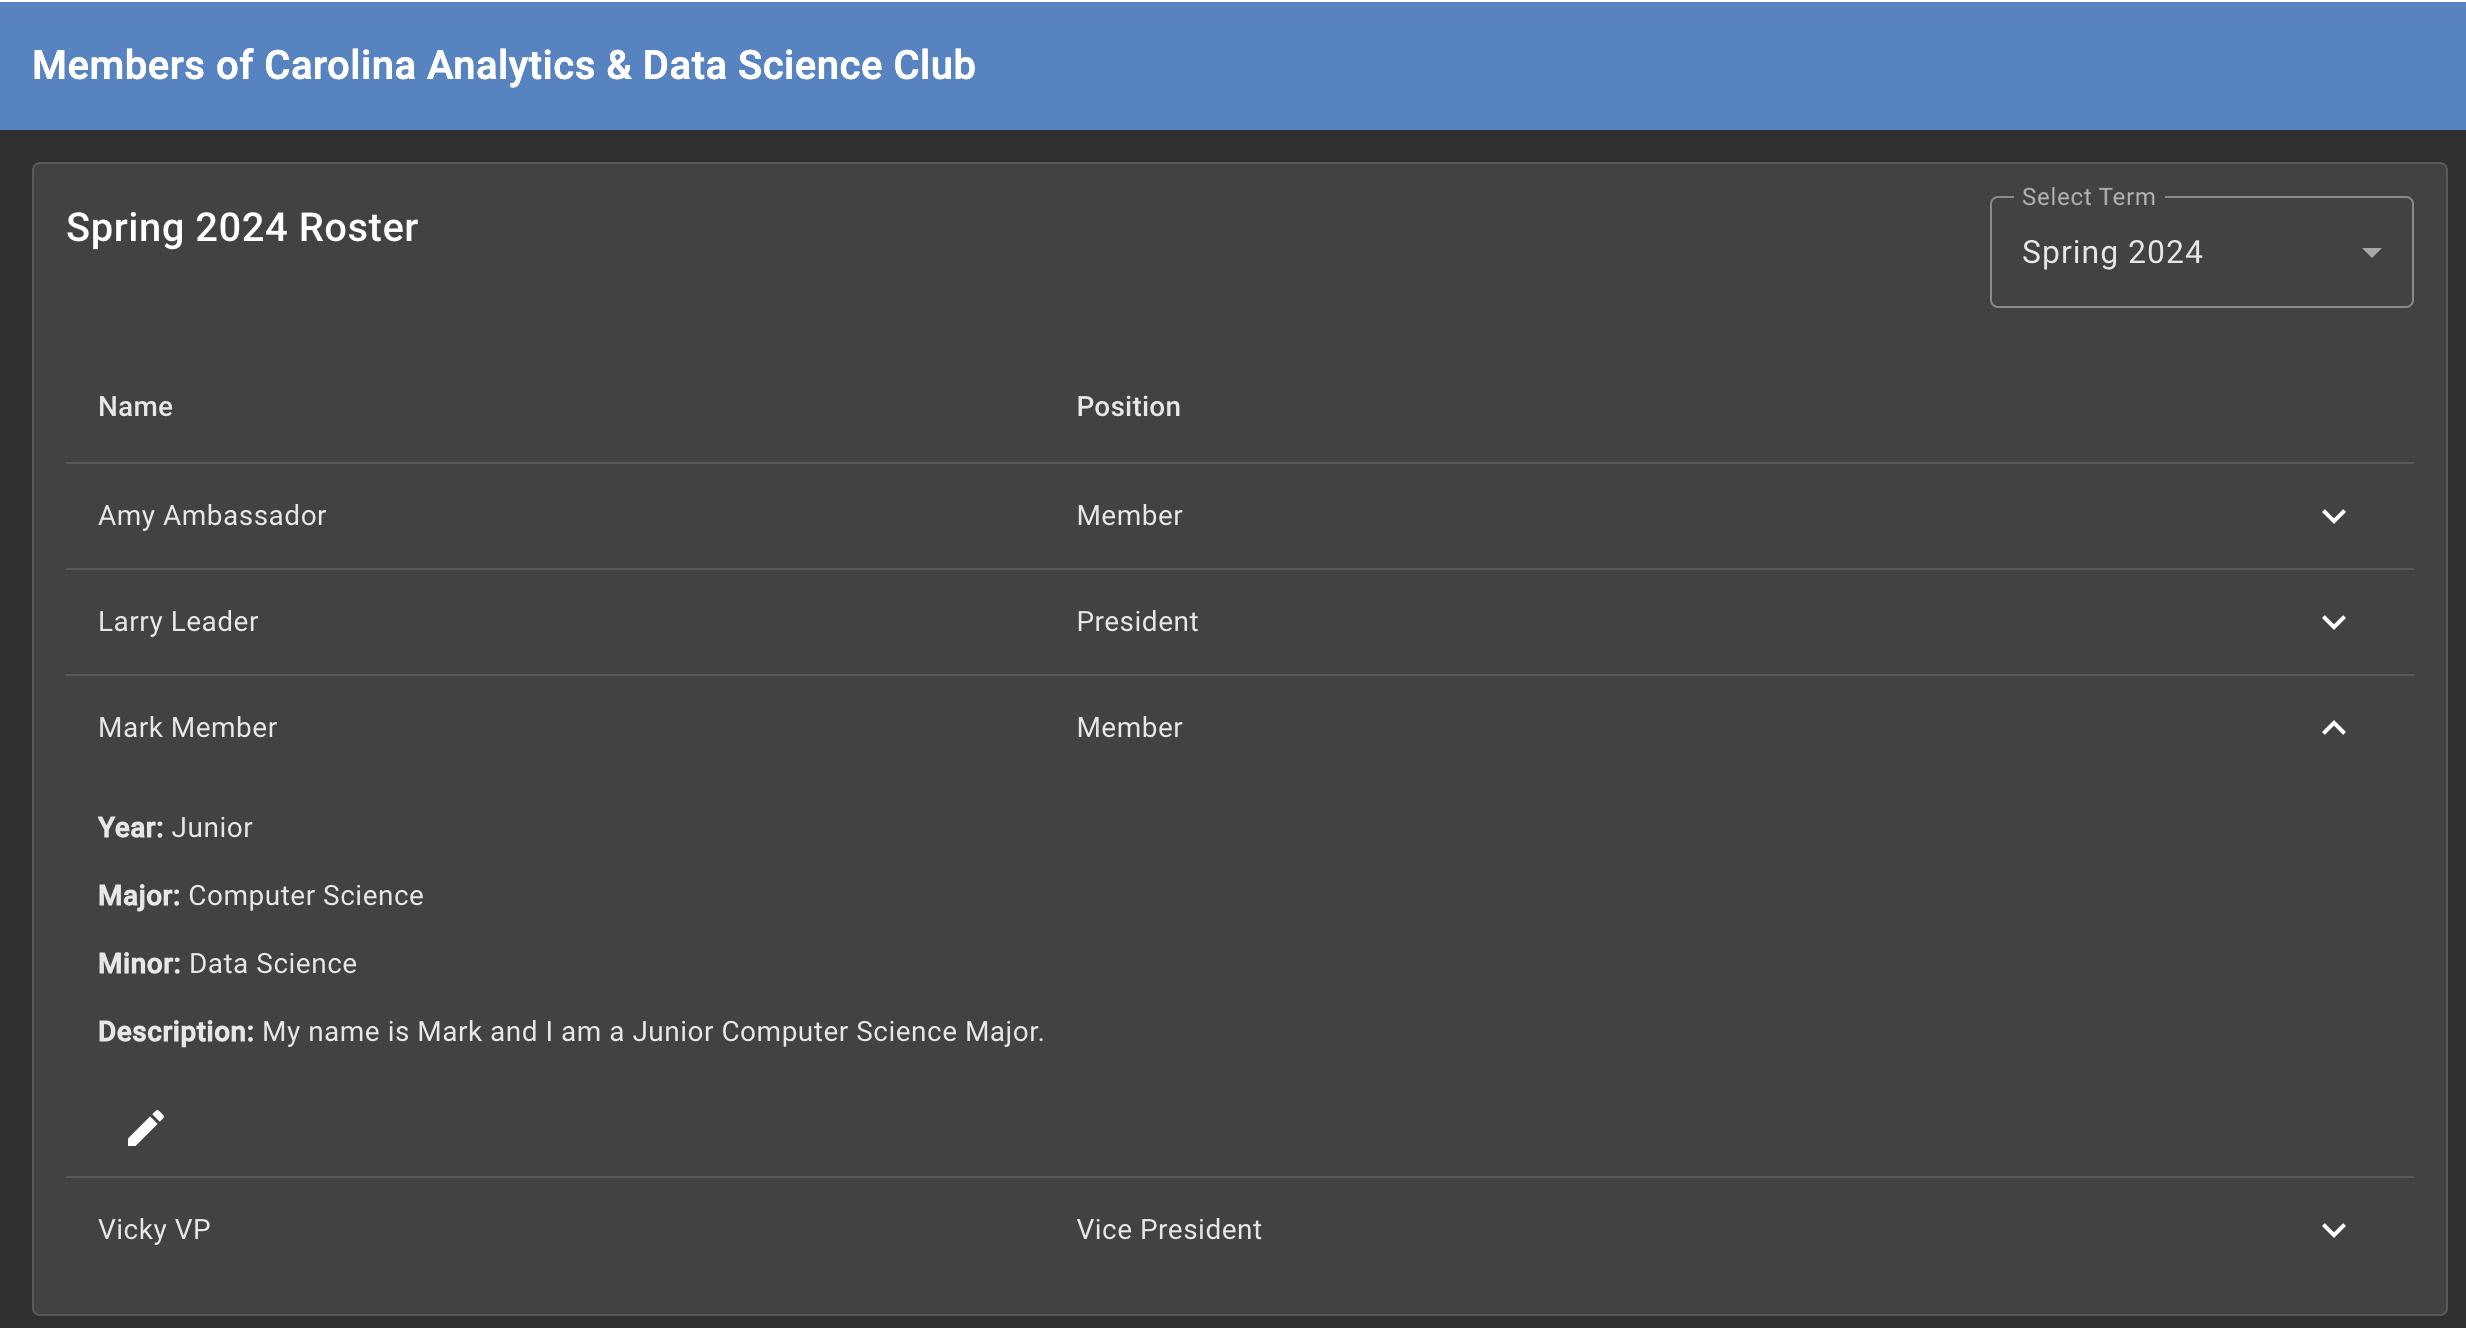 Members of Carolina Analytics & Data Science Club
Select Term
Spring 2024 Roster
Spring 2024
Name Position
Amy Ambassador Member
Larry Leader President
Mark Member Member
Year: Junior
Major: Computer Science
Minor: Data Science
Description: My name is Mark and I am a Junior Computer Science Major.
Vicky VP Vice President